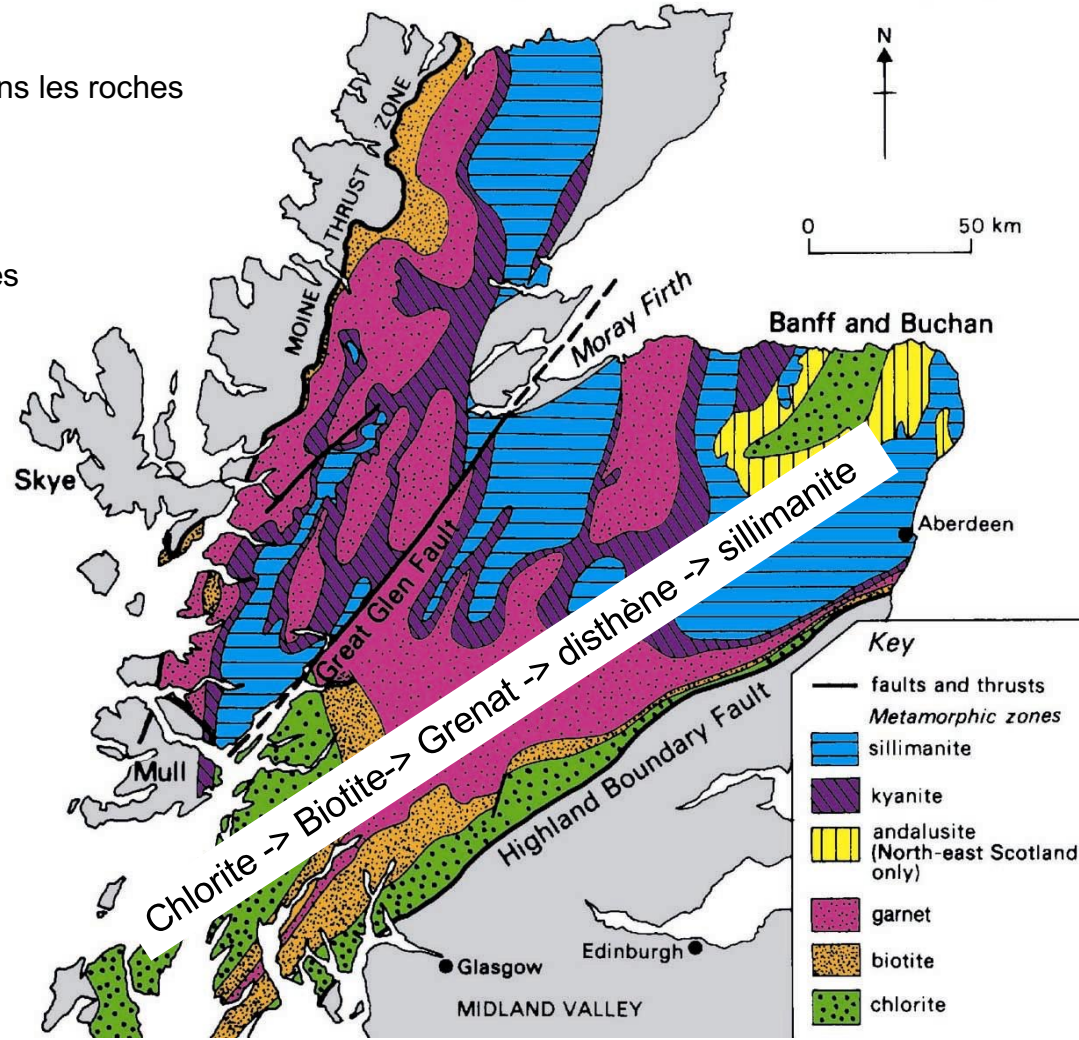 N
ns les roches
ZONE
THRUST
MOINE
0 50 km
es
Moray Firth
Banff and Buchan
Skye
Aberdeen
Great Glen Fault
Chlorite -> Biotite-> Grenat -> disthène -> sillimanite
Mull
Highland Boundary Fault
Glasgow
Edinburgh
MIDLAND VALLEY
Key
faults and thrusts
Metamorphic zones
sillimanite
kyanite
andalusite
(North-east Scotland
only)
garnet
biotite
chlorite